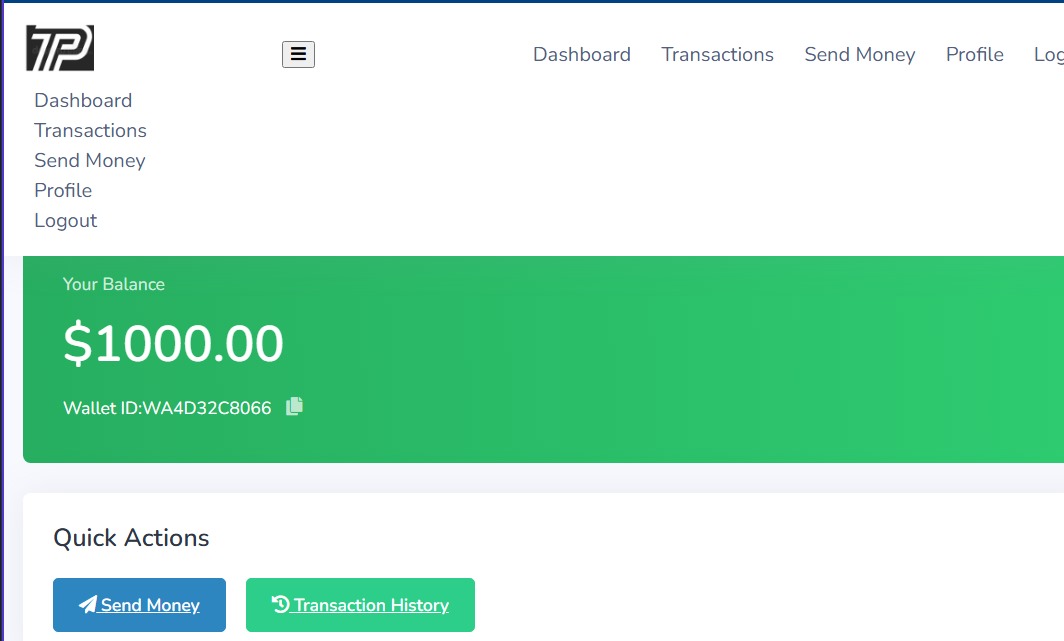 TP
Dashboard Transactions Send Money Profile Log
Dashboard
Transactions
Send Money
Profile
Logout
Your Balance
$1000.00
Wallet ID:WA4D32C8066
Quick Actions
Send Money Transaction History